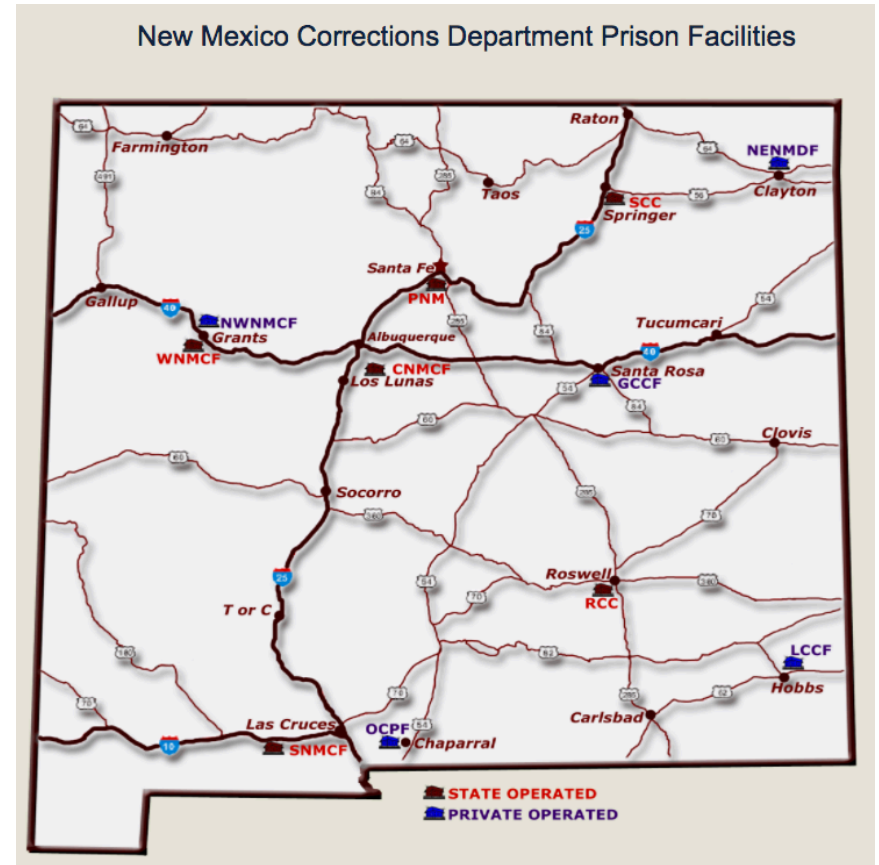 New Mexico Corrections Department Prison Facilities
64
Farmington
Raton
64
64
NENMDF
491
84
285
Taos
SCC
Springer
56
Clayton
25
Santa Fe
PNM
Gallup
40
NWNMCF
Grants
WNMCF
285
54
Albuquerque
84
Tucumcari
40
CNMCF
Los Lunas
Santa Rosa
54
GCCF
84
60
60
Clovis
60
Socorro
285
380
70
25
54
Roswell
380
70
RCC
T or C
180
82
LCCF
Hobbs
70
70
285
62
Las Cruces
OCPF
54
Carlsbad
10
SNMCF
Chaparral
STATE OPERATED
PRIVATE OPERATED